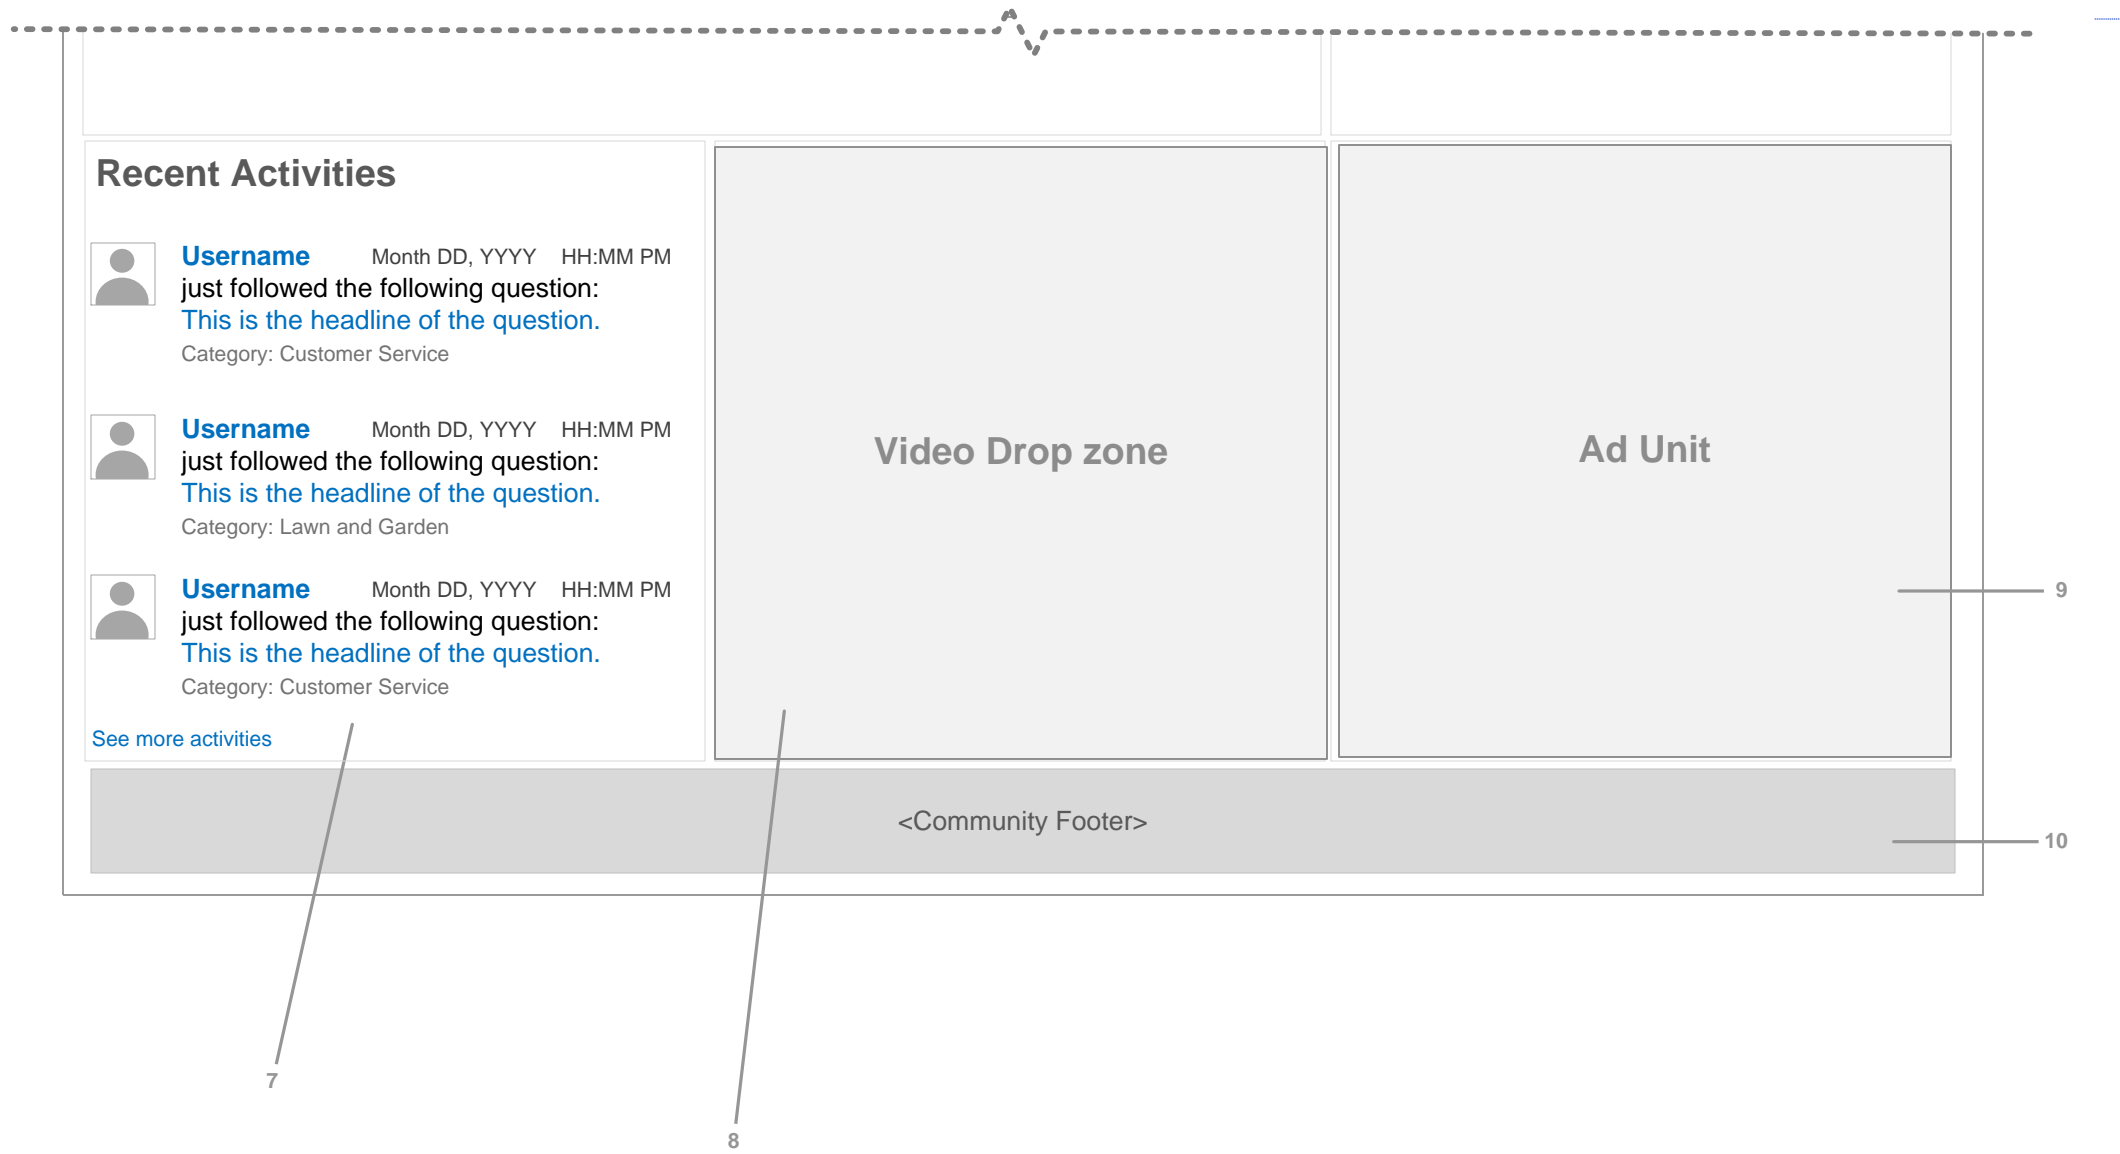 Recent Activities
Username Month DD, YYYY HH:MM PM
just followed the following question:
This is the headline of the question.
Category: Customer Service
Username Month DD, YYYY HH:MM PM
just followed the following question:
This is the headline of the question.
Category: Lawn and Garden
Username Month DD, YYYY HH:MM PM
just followed the following question:
This is the headline of the question.
Category: Customer Service
See more activities
Video Drop zone
Ad Unit
9
<Community Footer>
10
7
8